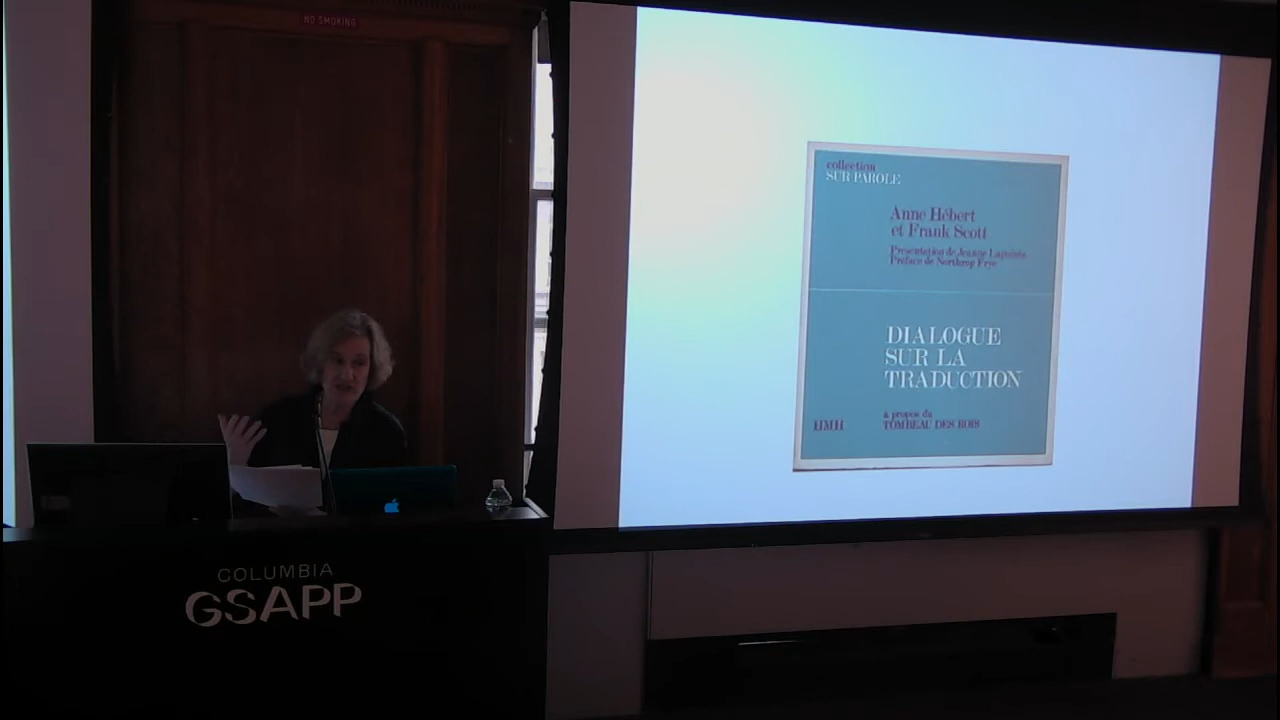 NO SMOKING
collection
SUR PAROLE
Anne Hébert
et Frank Scott
Présentation de Jeanne Lapointe
Préface de Northrop Frye
DIALOGUE
SUR LA
TRADUCTION
HMH
à propos du
TOMBEAU DES ROIS
COLUMBIA
GSAPP